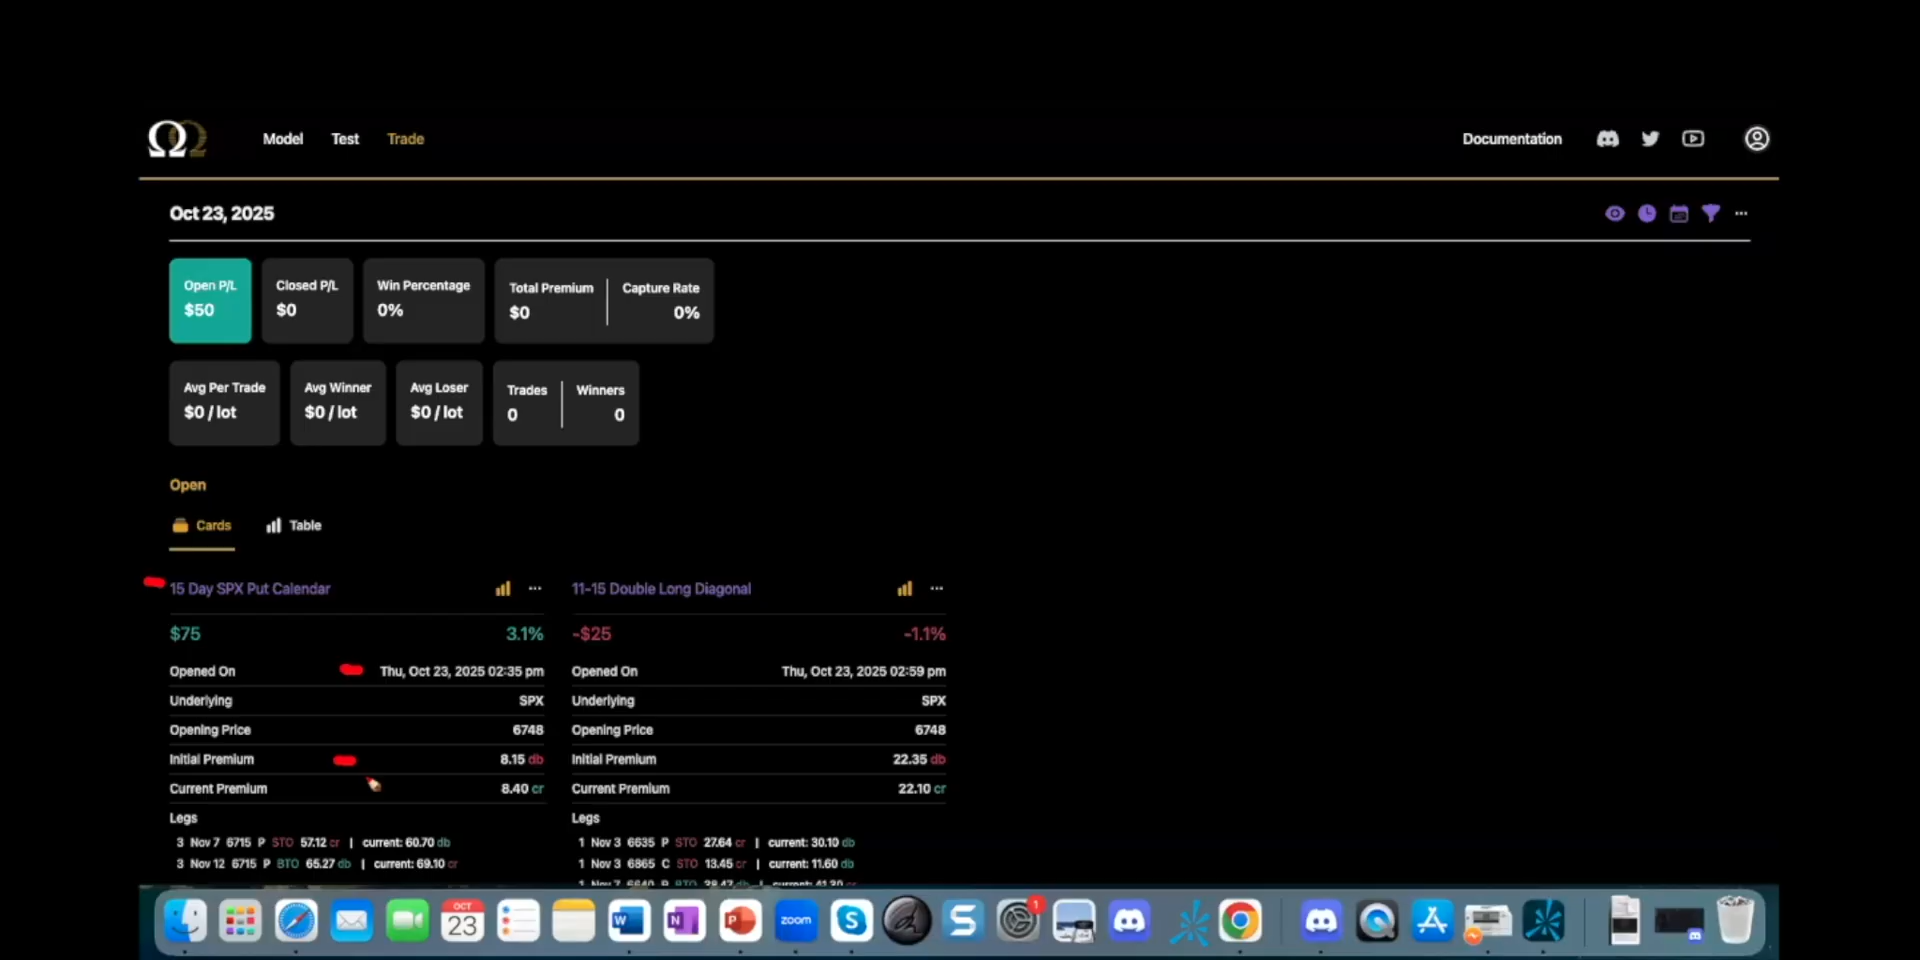 Model Test Trade Documentation
Oct 23, 2025
Open P/L Closed P/L Win Percentage Total Premium Capture Rate
$50 $0 0% $0 0%
Avg Per Trade Avg Winner Avg Loser Trades Winners
$0 / lot $0 / lot $0 / lot 0 0
Open
Cards Table
15 Day SPX Put Calendar
$75 3.1%
Opened On Thu, Oct 23, 2025 02:35 pm
Underlying SPX
Opening Price 6748
Initial Premium 8.15 db
Current Premium 8.40 cr
Legs
3 Nov 7 6715 P STO 57.12 cr | current: 60.70 db
3 Nov 12 6715 P BTO 65.27 db | current: 69.10 cr
11-15 Double Long Diagonal
-$25 -1.1%
Opened On Thu, Oct 23, 2025 02:59 pm
Underlying SPX
Opening Price 6748
Initial Premium 22.35 db
Current Premium 22.10 cr
Legs
1 Nov 3 6635 P STO 27.64 cr | current: 30.10 db
1 Nov 3 6865 C STO 13.45 cr | current: 11.60 db
OCT
23
W N P zoom S S 1